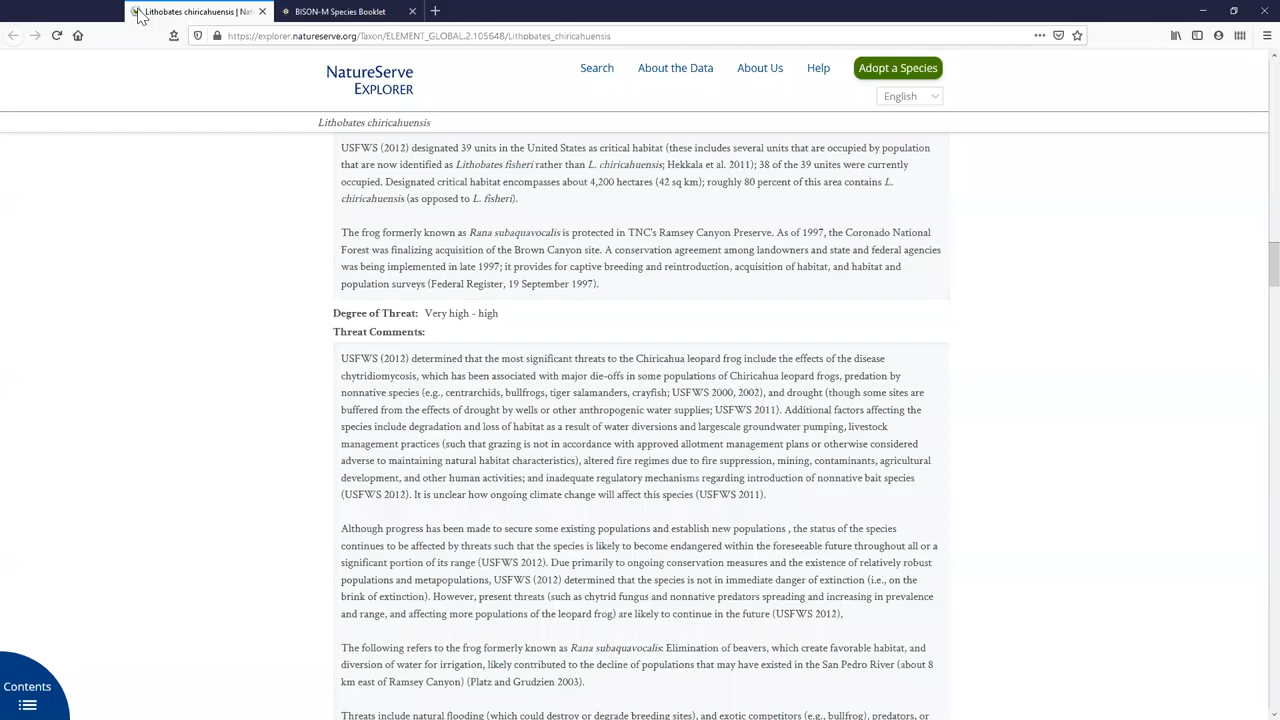 Lithobates chiricahuensis | Nat
BISON-M Species Booklet
https://explorer.natureserve.org/Taxon/ELEMENT_GLOBAL.2.105648/Lithobates_chiricahuensis
NatureServe
EXPLORER
Search
About the Data
About Us
Help
Adopt a Species
English
Lithobates chiricahuensis
USFWS (2012) designated 39 units in the United States as critical habitat (these includes several units that are occupied by population
that are now identified as Lithobates fisheri rather than L. chiricahuensis; Hekkala et al. 2011); 38 of the 39 unites were currently
occupied. Designated critical habitat encompasses about 4,200 hectares (42 sq km); roughly 80 percent of this area contains L.
chiricahuensis (as opposed to L. fisheri).
The frog formerly known as Rana subaquavocalis is protected in TNC's Ramsey Canyon Preserve. As of 1997, the Coronado National
Forest was finalizing acquisition of the Brown Canyon site. A conservation agreement among landowners and state and federal agencies
was being implemented in late 1997; it provides for captive breeding and reintroduction, acquisition of habitat, and habitat and
population surveys (Federal Register, 19 September 1997).
Degree of Threat: Very high - high
Threat Comments:
USFWS (2012) determined that the most significant threats to the Chiricahua leopard frog include the effects of the disease
chytridiomycosis, which has been associated with major die-offs in some populations of Chiricahua leopard frogs, predation by
nonnative species (e.g., centrarchids, bullfrogs, tiger salamanders, crayfish; USFWS 2000, 2002), and drought (though some sites are
buffered from the effects of drought by wells or other anthropogenic water supplies; USFWS 2011). Additional factors affecting the
species include degradation and loss of habitat as a result of water diversions and largescale groundwater pumping, livestock
management practices (such that grazing is not in accordance with approved allotment management plans or otherwise considered
adverse to maintaining natural habitat characteristics), altered fire regimes due to fire suppression, mining, contaminants, agricultural
development, and other human activities; and inadequate regulatory mechanisms regarding introduction of nonnative bait species
(USFWS 2012). It is unclear how ongoing climate change will affect this species (USFWS 2011).
Although progress has been made to secure some existing populations and establish new populations , the status of the species
continues to be affected by threats such that the species is likely to become endangered within the foreseeable future throughout all or a
significant portion of its range (USFWS 2012). Due primarily to ongoing conservation measures and the existence of relatively robust
populations and metapopulations, USFWS (2012) determined that the species is not in immediate danger of extinction (i.e., on the
brink of extinction). However, present threats (such as chytrid fungus and nonnative predators spreading and increasing in prevalence
and range, and affecting more populations of the leopard frog) are likely to continue in the future (USFWS 2012),
The following refers to the frog formerly known as Rana subaquavocalis: Elimination of beavers, which create favorable habitat, and
diversion of water for irrigation, likely contributed to the decline of populations that may have existed in the San Pedro River (about 8
km east of Ramsey Canyon) (Platz and Grudzien 2003).
Threats include natural flooding (which could destroy or degrade breeding sites), and exotic competitors (e.g., bullfrog), predators, or
Contents